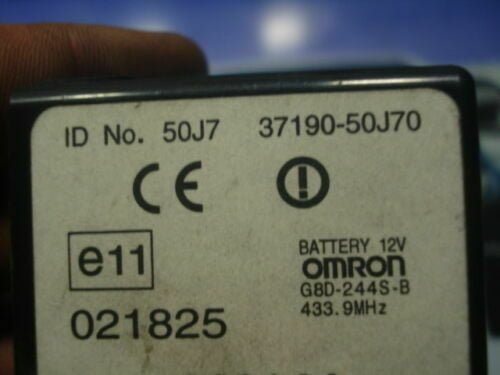 ID No. 50J7 37190-50J70
CE
e11
BATTERY 12V
OMRON
G8D-244S-B
433.9MHz
021825